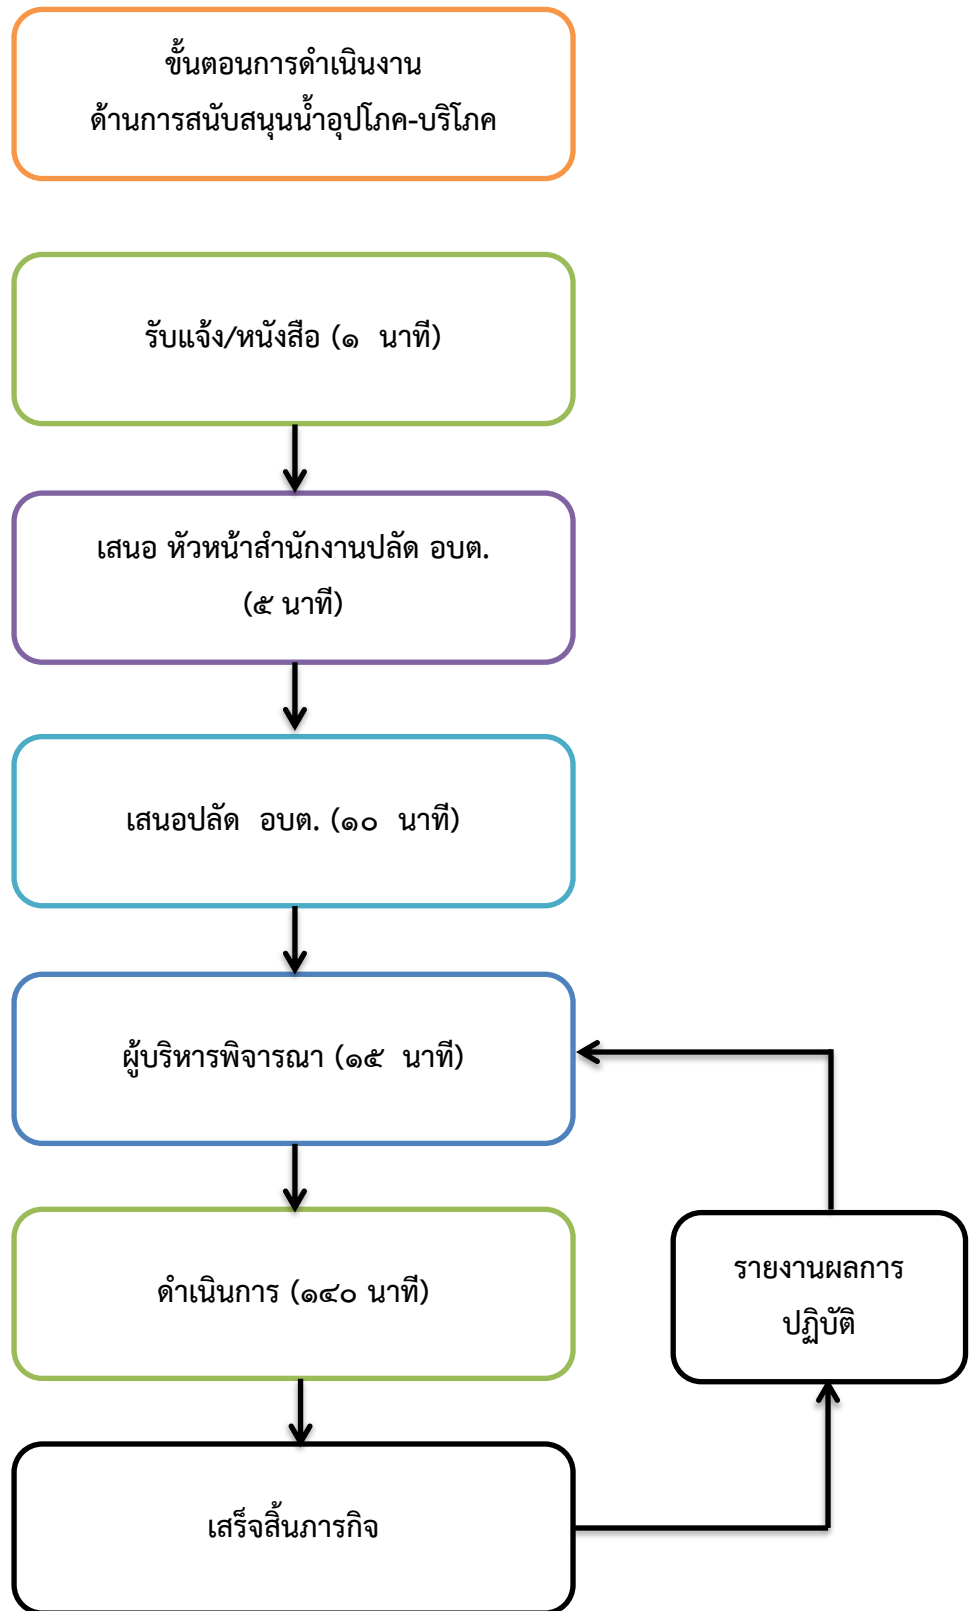 ขั้นตอนการดำเนินงาน
ด้านการสนับสนุนน้ำอุปโภค-บริโภค
รับแจ้ง/หนังสือ (๑ นาที)
เสนอ หัวหน้าสำนักงานปลัด อบต.
(๕ นาที)
เสนอปลัด อบต. (๑๐ นาที)
ผู้บริหารพิจารณา (๑๕ นาที)
ดำเนินการ (๑๔๐ นาที)
รายงานผลการ
ปฏิบัติ
เสร็จสิ้นภารกิจ